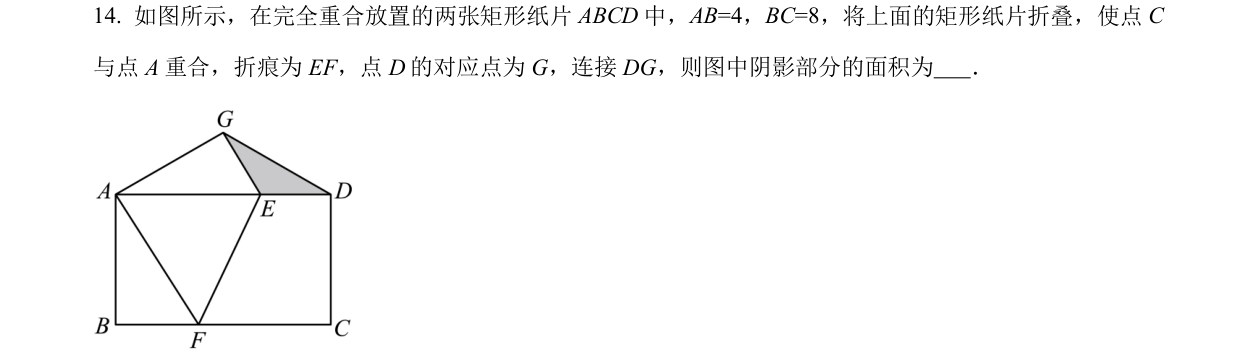 14. 如图所示，在完全重合放置的两张矩形纸片 ABCD 中，AB=4，BC=8，将上面的矩形纸片折叠，使点 C
与点 A 重合，折痕为 EF，点 D 的对应点为 G，连接 DG，则图中阴影部分的面积为___．
G
A
D
E
B
F
C